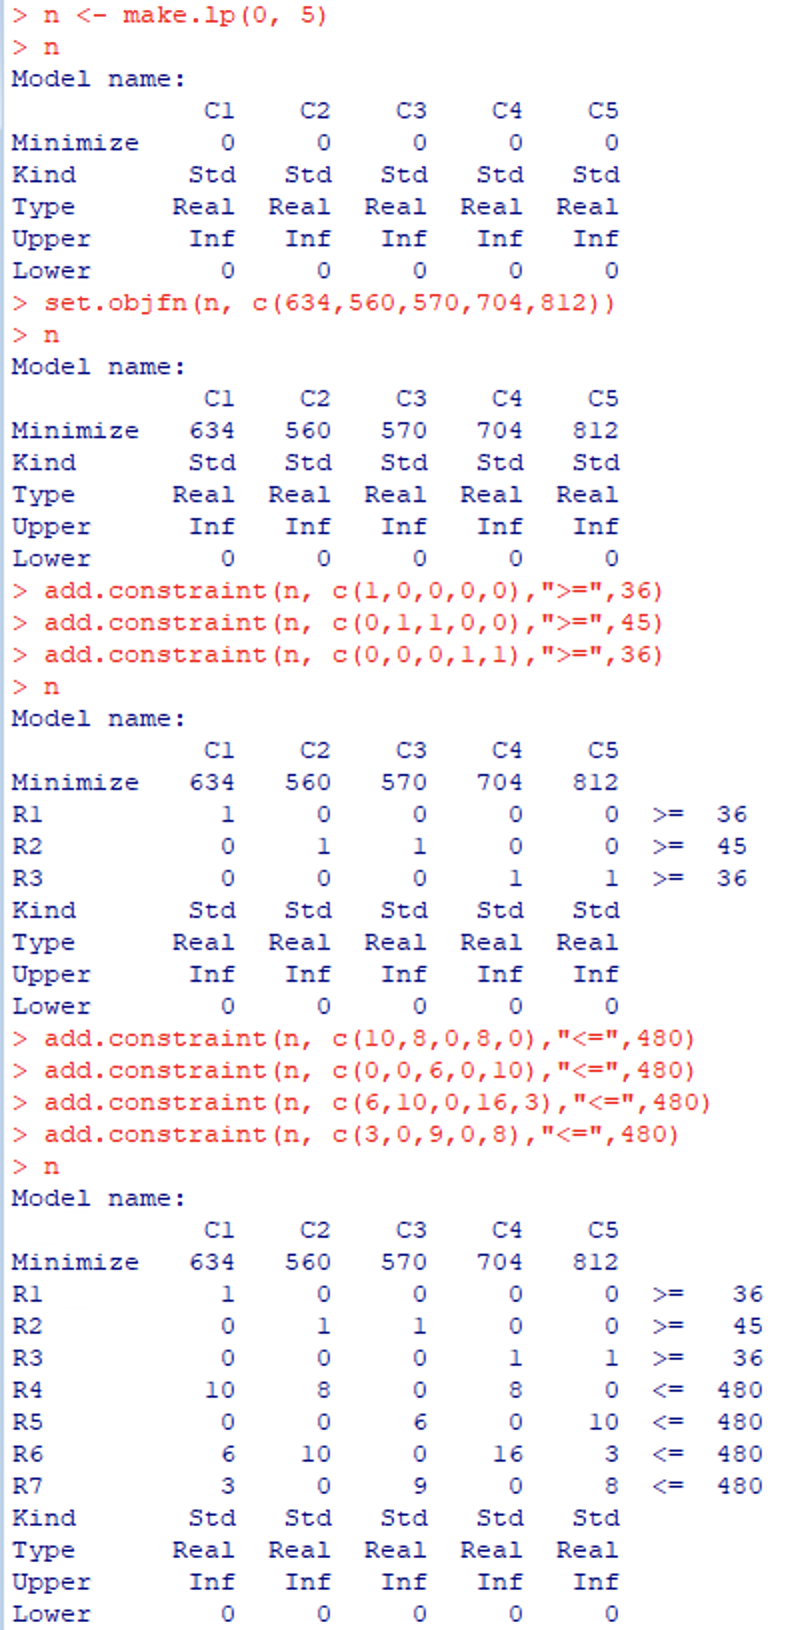 > n <- make.lp(0, 5)
> n
Model name:
            C1    C2    C3    C4    C5
Minimize     0     0     0     0     0
Kind       Std   Std   Std   Std   Std
Type      Real  Real  Real  Real  Real
Upper      Inf   Inf   Inf   Inf   Inf
Lower        0     0     0     0     0
> set.objfn(n, c(634,560,570,704,812))
> n
Model name:
            C1    C2    C3    C4    C5
Minimize   634   560   570   704   812
Kind       Std   Std   Std   Std   Std
Type      Real  Real  Real  Real  Real
Upper      Inf   Inf   Inf   Inf   Inf
Lower        0     0     0     0     0
> add.constraint(n, c(1,0,0,0,0),">=",36)
> add.constraint(n, c(0,1,1,0,0),">=",45)
> add.constraint(n, c(0,0,0,1,1),">=",36)
> n
Model name:
            C1    C2    C3    C4    C5
Minimize   634   560   570   704   812
R1           1     0     0     0     0  >=  36
R2           0     1     1     0     0  >=  45
R3           0     0     0     1     1  >=  36
Kind       Std   Std   Std   Std   Std
Type      Real  Real  Real  Real  Real
Upper      Inf   Inf   Inf   Inf   Inf
Lower        0     0     0     0     0
> add.constraint(n, c(10,8,0,8,0),"<=",480)
> add.constraint(n, c(0,0,6,0,10),"<=",480)
> add.constraint(n, c(6,10,0,16,3),"<=",480)
> add.constraint(n, c(3,0,9,0,8),"<=",480)
> n
Model name:
            C1    C2    C3    C4    C5
Minimize   634   560   570   704   812
R1           1     0     0     0     0  >=   36
R2           0     1     1     0     0  >=   45
R3           0     0     0     1     1  >=   36
R4          10     8     0     8     0  <=  480
R5           0     0     6     0    10  <=  480
R6           6    10     0    16     3  <=  480
R7           3     0     9     0     8  <=  480
Kind       Std   Std   Std   Std   Std
Type      Real  Real  Real  Real  Real
Upper      Inf   Inf   Inf   Inf   Inf
Lower        0     0     0     0     0